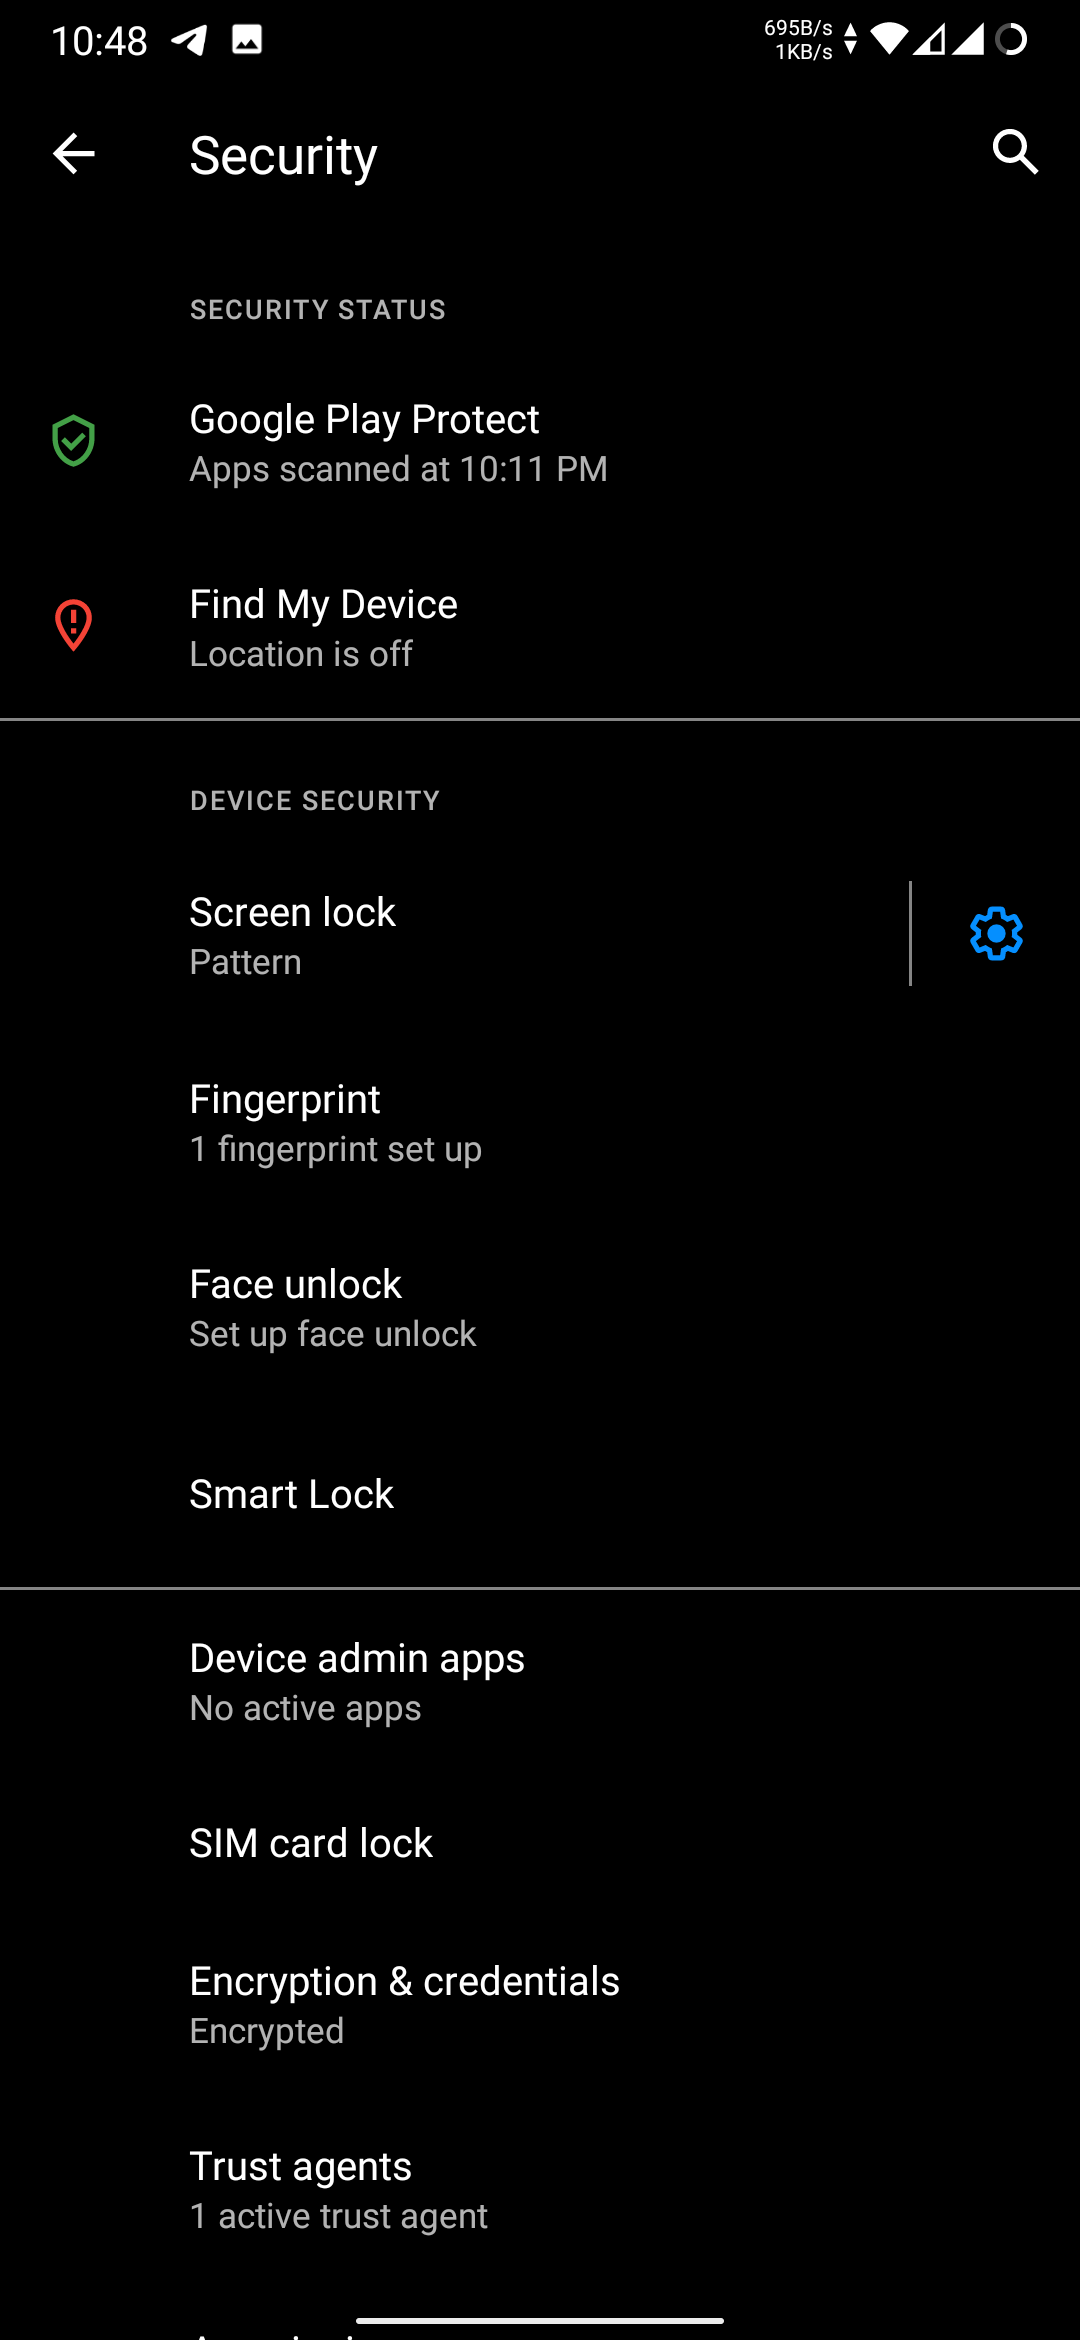 10:48
695B/s
1KB/s
Security
SECURITY STATUS
Google Play Protect
Apps scanned at 10:11 PM
Find My Device
Location is off
DEVICE SECURITY
Screen lock
Pattern
Fingerprint
1 fingerprint set up
Face unlock
Set up face unlock
Smart Lock
Device admin apps
No active apps
SIM card lock
Encryption & credentials
Encrypted
Trust agents
1 active trust agent